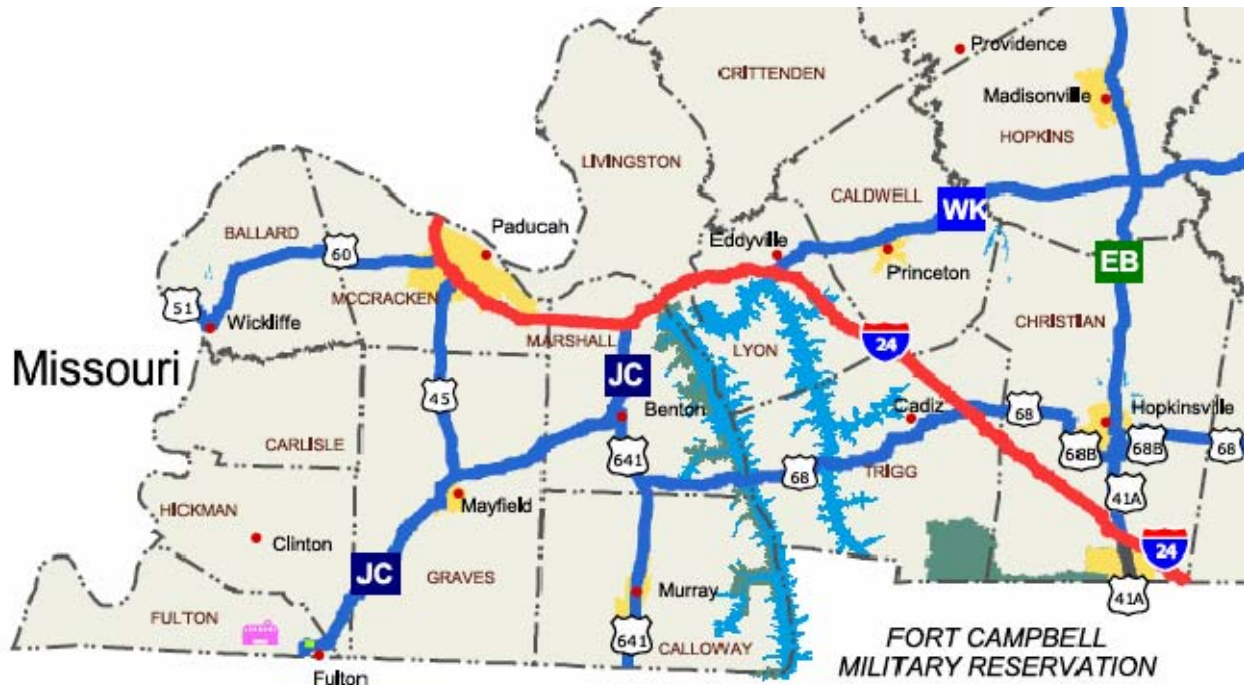 Providence
CRITTENDEN
Madisonville
HOPKINS
LIVINGSTON
CALDWELL
WK
BALLARD
60
Paducah
Eddyville
Princeton
EB
51
Wickliffe
MCCRACKEN
MARSHALL
LYON
24
CHRISTIAN
Missouri
45
JC
Benton
Cadiz
68
Hopkinsville
CARLISLE
641
68
TRIGG
68B
68B
68
HICKMAN
Mayfield
41A
Clinton
24
JC
GRAVES
Murray
41A
FULTON
641
CALLOWAY
FORT CAMPBELL
MILITARY RESERVATION
Fulton